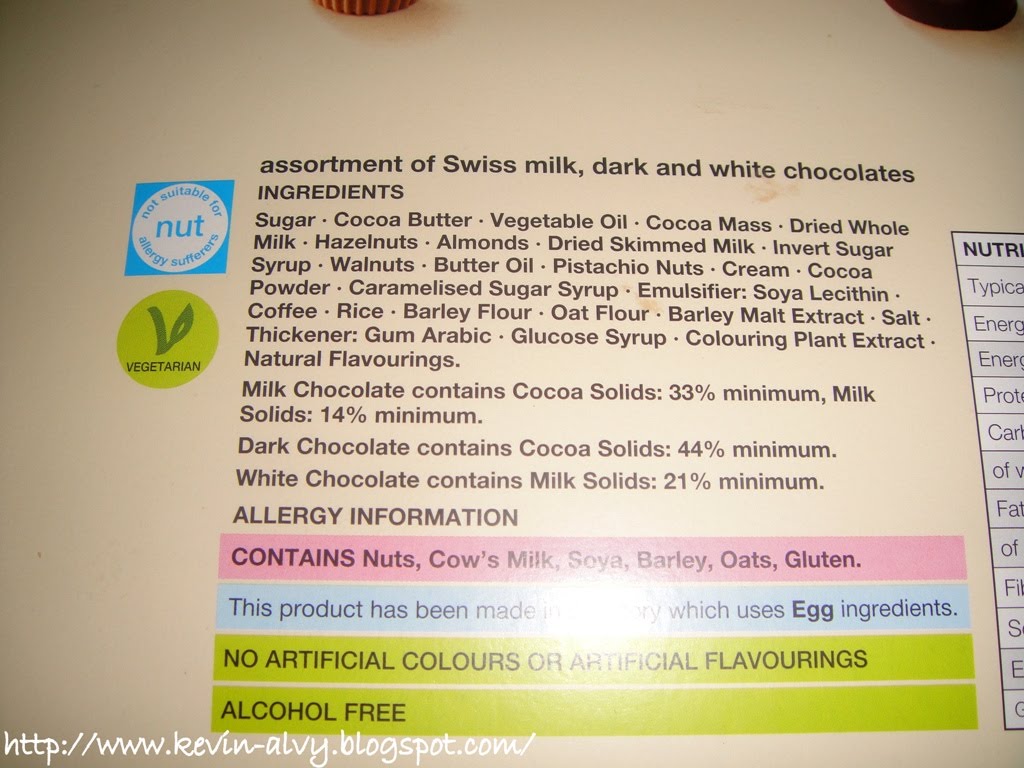 assortment of Swiss milk, dark and white chocolates
INGREDIENTS
not suitable for
nut
allergy sufferers
Sugar · Cocoa Butter · Vegetable Oil · Cocoa Mass · Dried Whole
Milk · Hazelnuts · Almonds · Dried Skimmed Milk · Invert Sugar
Syrup · Walnuts · Butter Oil · Pistachio Nuts · Cream · Cocoa
Powder · Caramelised Sugar Syrup · Emulsifier: Soya Lecithin ·
Coffee · Rice · Barley Flour · Oat Flour · Barley Malt Extract · Salt ·
Thickener: Gum Arabic · Glucose Syrup · Colouring Plant Extract ·
Natural Flavourings.
VEGETARIAN
Milk Chocolate contains Cocoa Solids: 33% minimum, Milk
Solids: 14% minimum.
Dark Chocolate contains Cocoa Solids: 44% minimum.
White Chocolate contains Milk Solids: 21% minimum.
ALLERGY INFORMATION
CONTAINS Nuts, Cow's Milk, Soya, Barley, Oats, Gluten.
This product has been made which uses Egg ingredients.
NO ARTIFICIAL COLOURS OR ARTIFICIAL FLAVOURINGS
ALCOHOL FREE
NUTRI
Typica
Energ
Energ
Prote
Carb
of
Fat
of
Fib
http://www.kevin-alvy.blogspot.com/